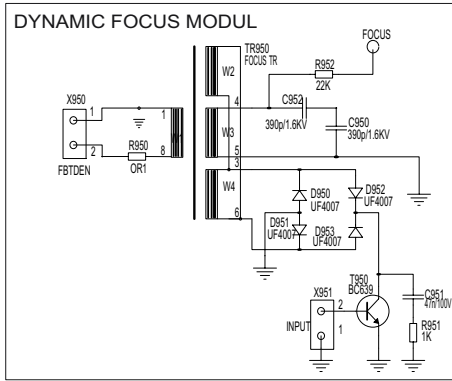 DYNAMIC FOCUS MODUL
FOCUS
TR950
FOCUS TR
R952
22K
W2
X950
1
1
4
C952
390p/1.6KV
C950
390p/1.6KV
W1
W3
R950
OR1
2
8
5
3
FBTDEN
W4
D950
UF4007
D952
UF4007
D951
UF4007
D953
UF4007
6
T950
BC639
X951
2
1
INPUT
C951
47n/100V
R951
1K